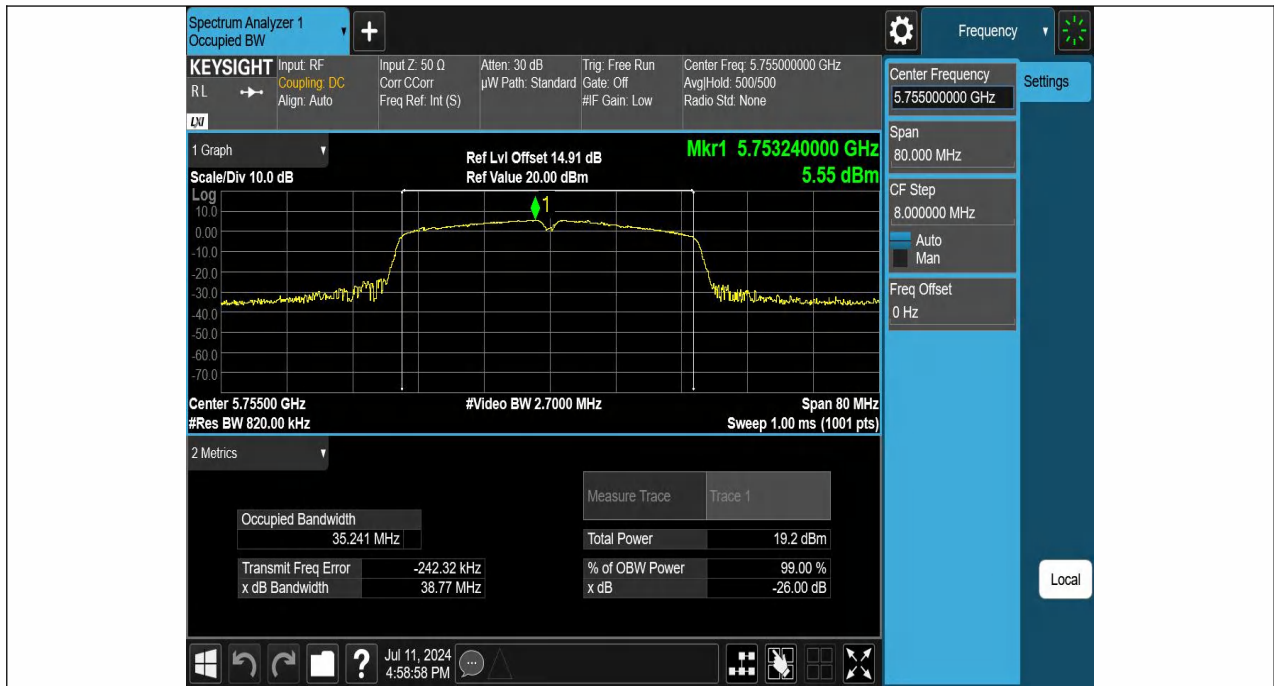 Spectrum Analyzer 1
Occupied BW
+
Frequency
KEYSIGHT
RL
LXI
Input: RF
Coupling: DC
Align: Auto
Input Z: 50 Ω
Corr CCorr
Freq Ref: Int (S)
Atten: 30 dB
µW Path: Standard
Trig: Free Run
Gate: Off
#IF Gain: Low
Center Freq: 5.755000000 GHz
Avg|Hold: 500/500
Radio Std: None
Center Frequency
5.755000000 GHz
Settings
Span
80.000 MHz
CF Step
8.000000 MHz
Auto
Man
Freq Offset
0 Hz
Local
1 Graph
Scale/Div 10.0 dB
Ref Lvl Offset 14.91 dB
Ref Value 20.00 dBm
Mkr1 5.753240000 GHz
5.55 dBm
Log
10.0
0.00
-10.0
-20.0
-30.0
-40.0
-50.0
-60.0
-70.0
1
Center 5.75500 GHz
#Video BW 2.7000 MHz
Span 80 MHz
#Res BW 820.00 kHz
Sweep 1.00 ms (1001 pts)
2 Metrics
Measure Trace Trace 1
Occupied Bandwidth
35.241 MHz
Total Power 19.2 dBm
Transmit Freq Error -242.32 kHz
% of OBW Power 99.00 %
x dB Bandwidth 38.77 MHz
x dB -26.00 dB
?
Jul 11, 2024
4:58:58 PM